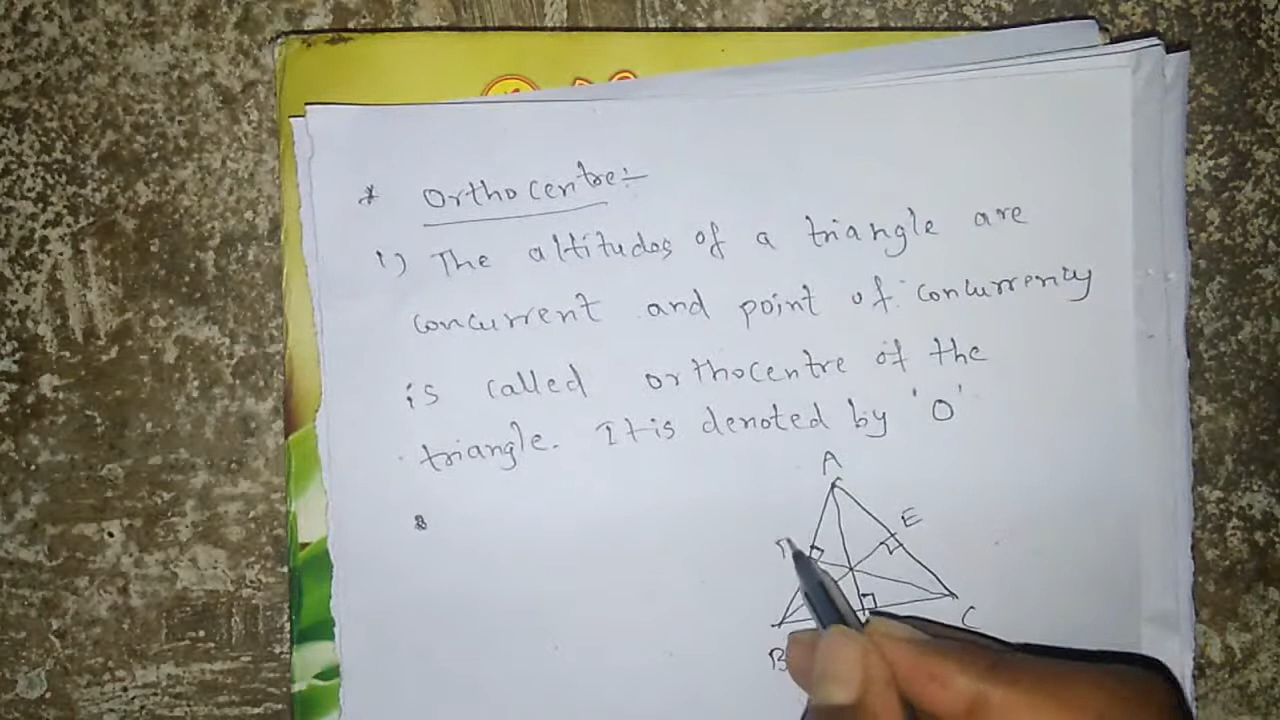 * Orthocentre:-
1) The altitudes of a triangle are
concurrent and point of concurrency
is called orthocentre of the
triangle. It is denoted by 'O'
A
E
C
B